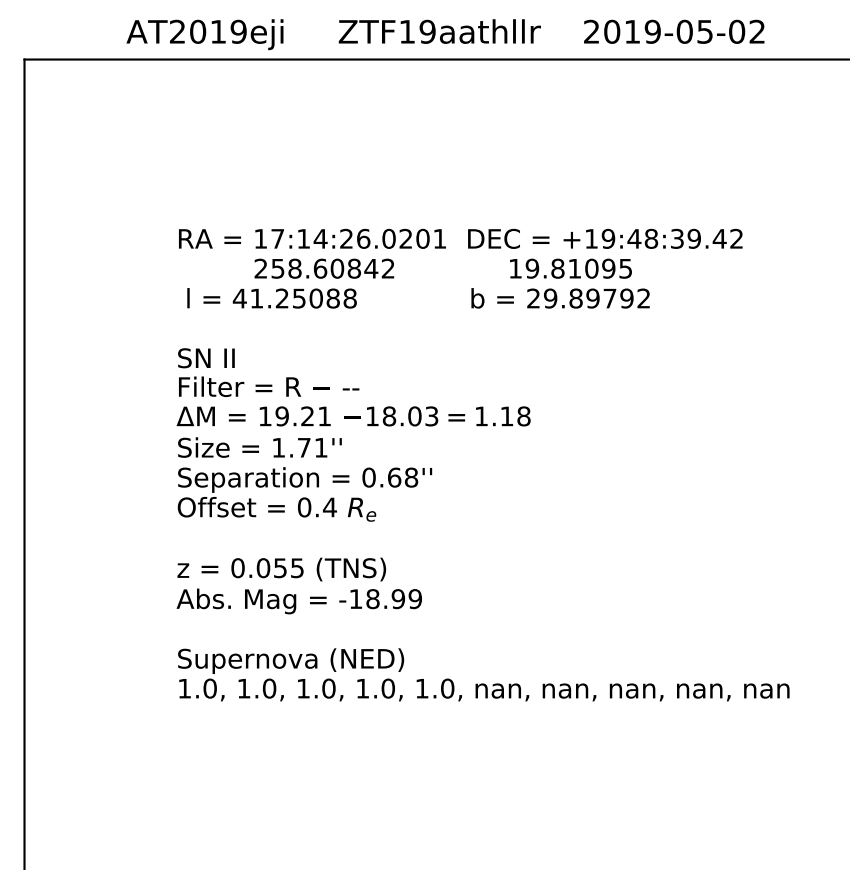 AT2019eji ZTF19aathllr 2019-05-02
RA = 17:14:26.0201 DEC = +19:48:39.42
258.60842 19.81095
l = 41.25088 b = 29.89792
SN II
Filter = R − --
ΔM = 19.21 −18.03 = 1.18
Size = 1.71''
Separation = 0.68''
Offset = 0.4 Re
z = 0.055 (TNS)
Abs. Mag = -18.99
Supernova (NED)
1.0, 1.0, 1.0, 1.0, 1.0, nan, nan, nan, nan, nan